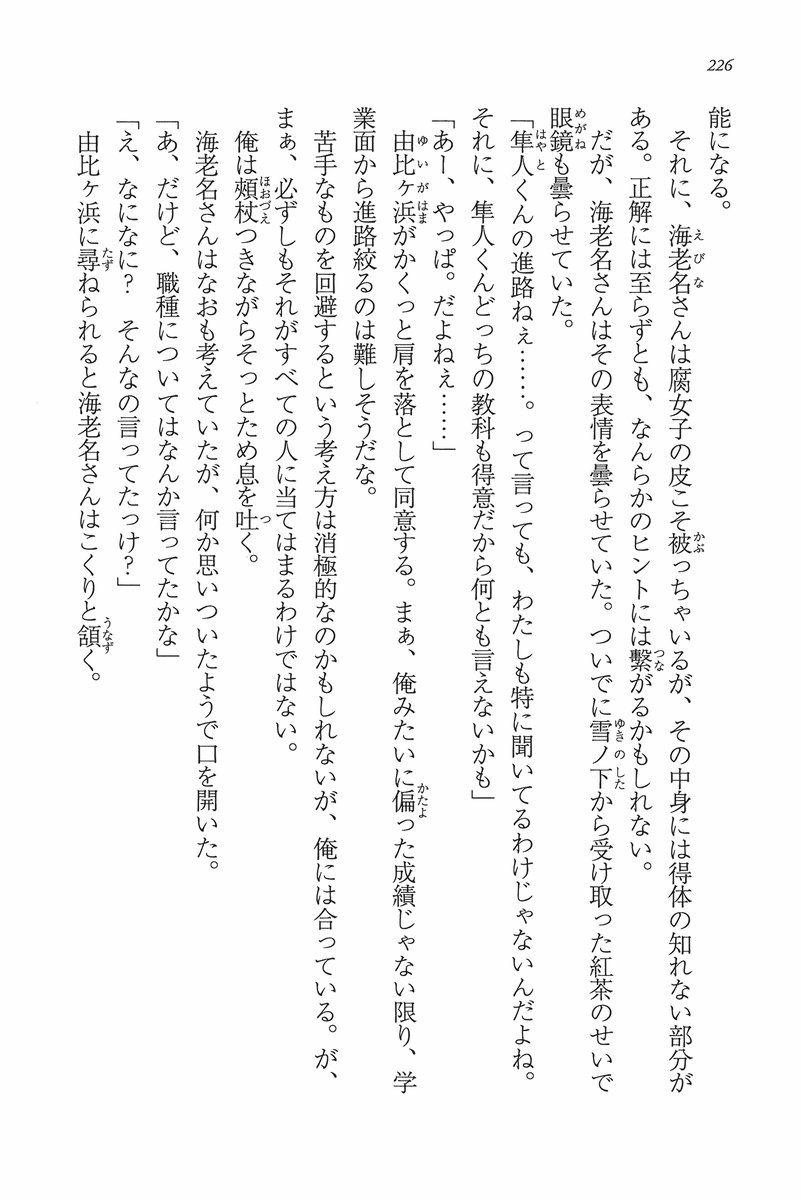 226
能になる。
　それに、海老名さんは腐女子の皮こそ被っちゃいるが、その中身には得体の知れない部分が
ある。正解には至らずとも、なんらかのヒントには繫がるかもしれない。
　だが、海老名さんはその表情を曇らせていた。ついでに雪ノ下から受け取った紅茶のせいで
眼鏡も曇らせていた。
「隼人くんの進路ねぇ……。って言っても、わたしも特に聞いてるわけじゃないんだよね。
それに、隼人くんどっちの教科も得意だから何とも言えないかも」
「あー、やっぱ。だよねぇ……」
　由比ヶ浜がかくっと肩を落として同意する。まぁ、俺みたいに偏った成績じゃない限り、学
業面から進路絞るのは難しそうだな。
　苦手なものを回避するという考え方は消極的なのかもしれないが、俺には合っている。が、
まぁ、必ずしもそれがすべての人に当てはまるわけではない。
　俺は頰杖つきながらそっとため息を吐く。
　海老名さんはなおも考えていたが、何か思いついたようで口を開いた。
「あ、だけど、職種についてはなんか言ってたかな」
「え、なになに？　そんなの言ってたっけ？」
　由比ヶ浜に尋ねられると海老名さんはこくりと頷く。